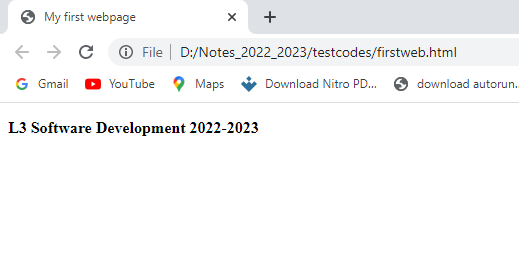 My first webpage
File D:/Notes_2022_2023/testcodes/firstweb.html
Gmail YouTube Maps Download Nitro PD... download autorun...
L3 Software Development 2022-2023